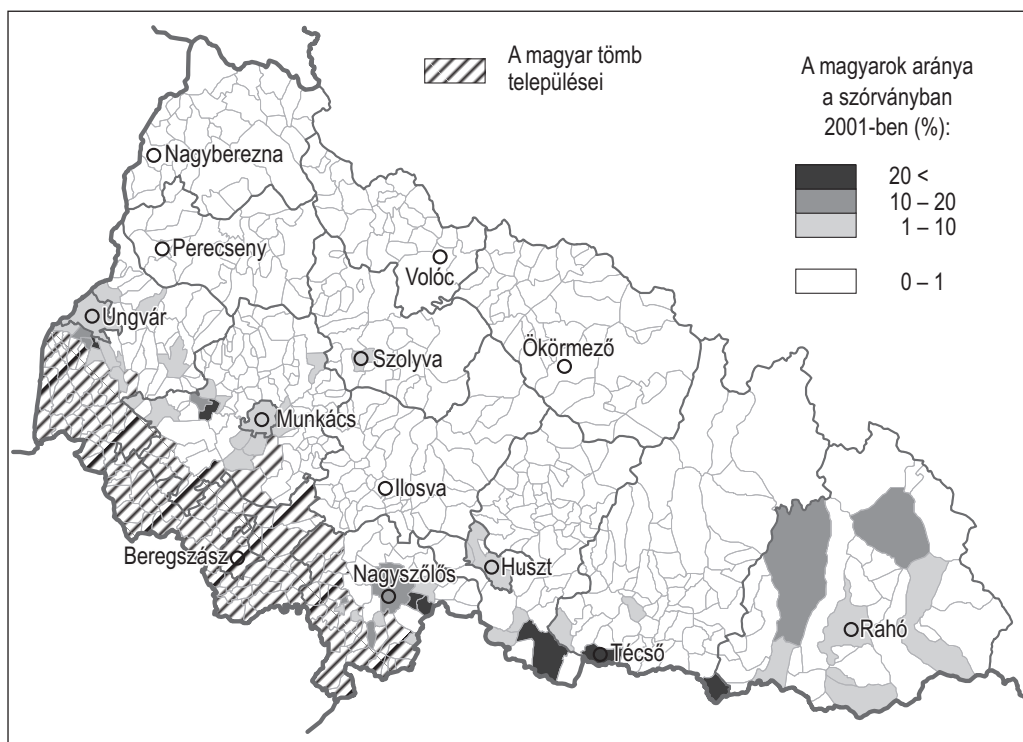 A magyar tömb
települései
A magyarok aránya
a szórványban
2001-ben (%):
20 <
10 – 20
1 – 10
0 – 1
Nagyberezna
Perecseny
Volóc
Ungvár
Szolyva
Ökörmező
Munkács
Ilosva
Beregszász
Nagyszőlős
Huszt
Técső
Rahó